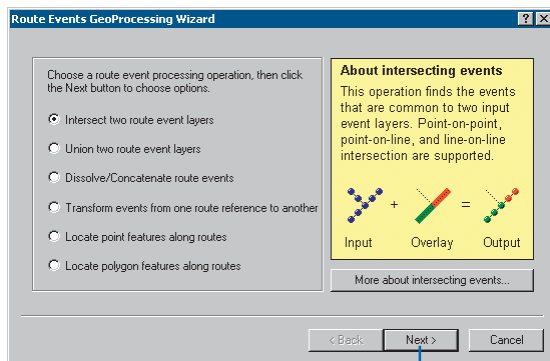 Route Events GeoProcessing Wizard
Choose a route event processing operation, then click
the Next button to choose options.
Intersect two route event layers
Union two route event layers
Dissolve/Concatenate route events
Transform events from one route reference to another
Locate point features along routes
Locate polygon features along routes
About intersecting events
This operation finds the events
that are common to two input
event layers. Point-on-point,
point-on-line, and line-on-line
intersection are supported.
+ =
Input Overlay Output
More about intersecting events...
< Back Next > Cancel